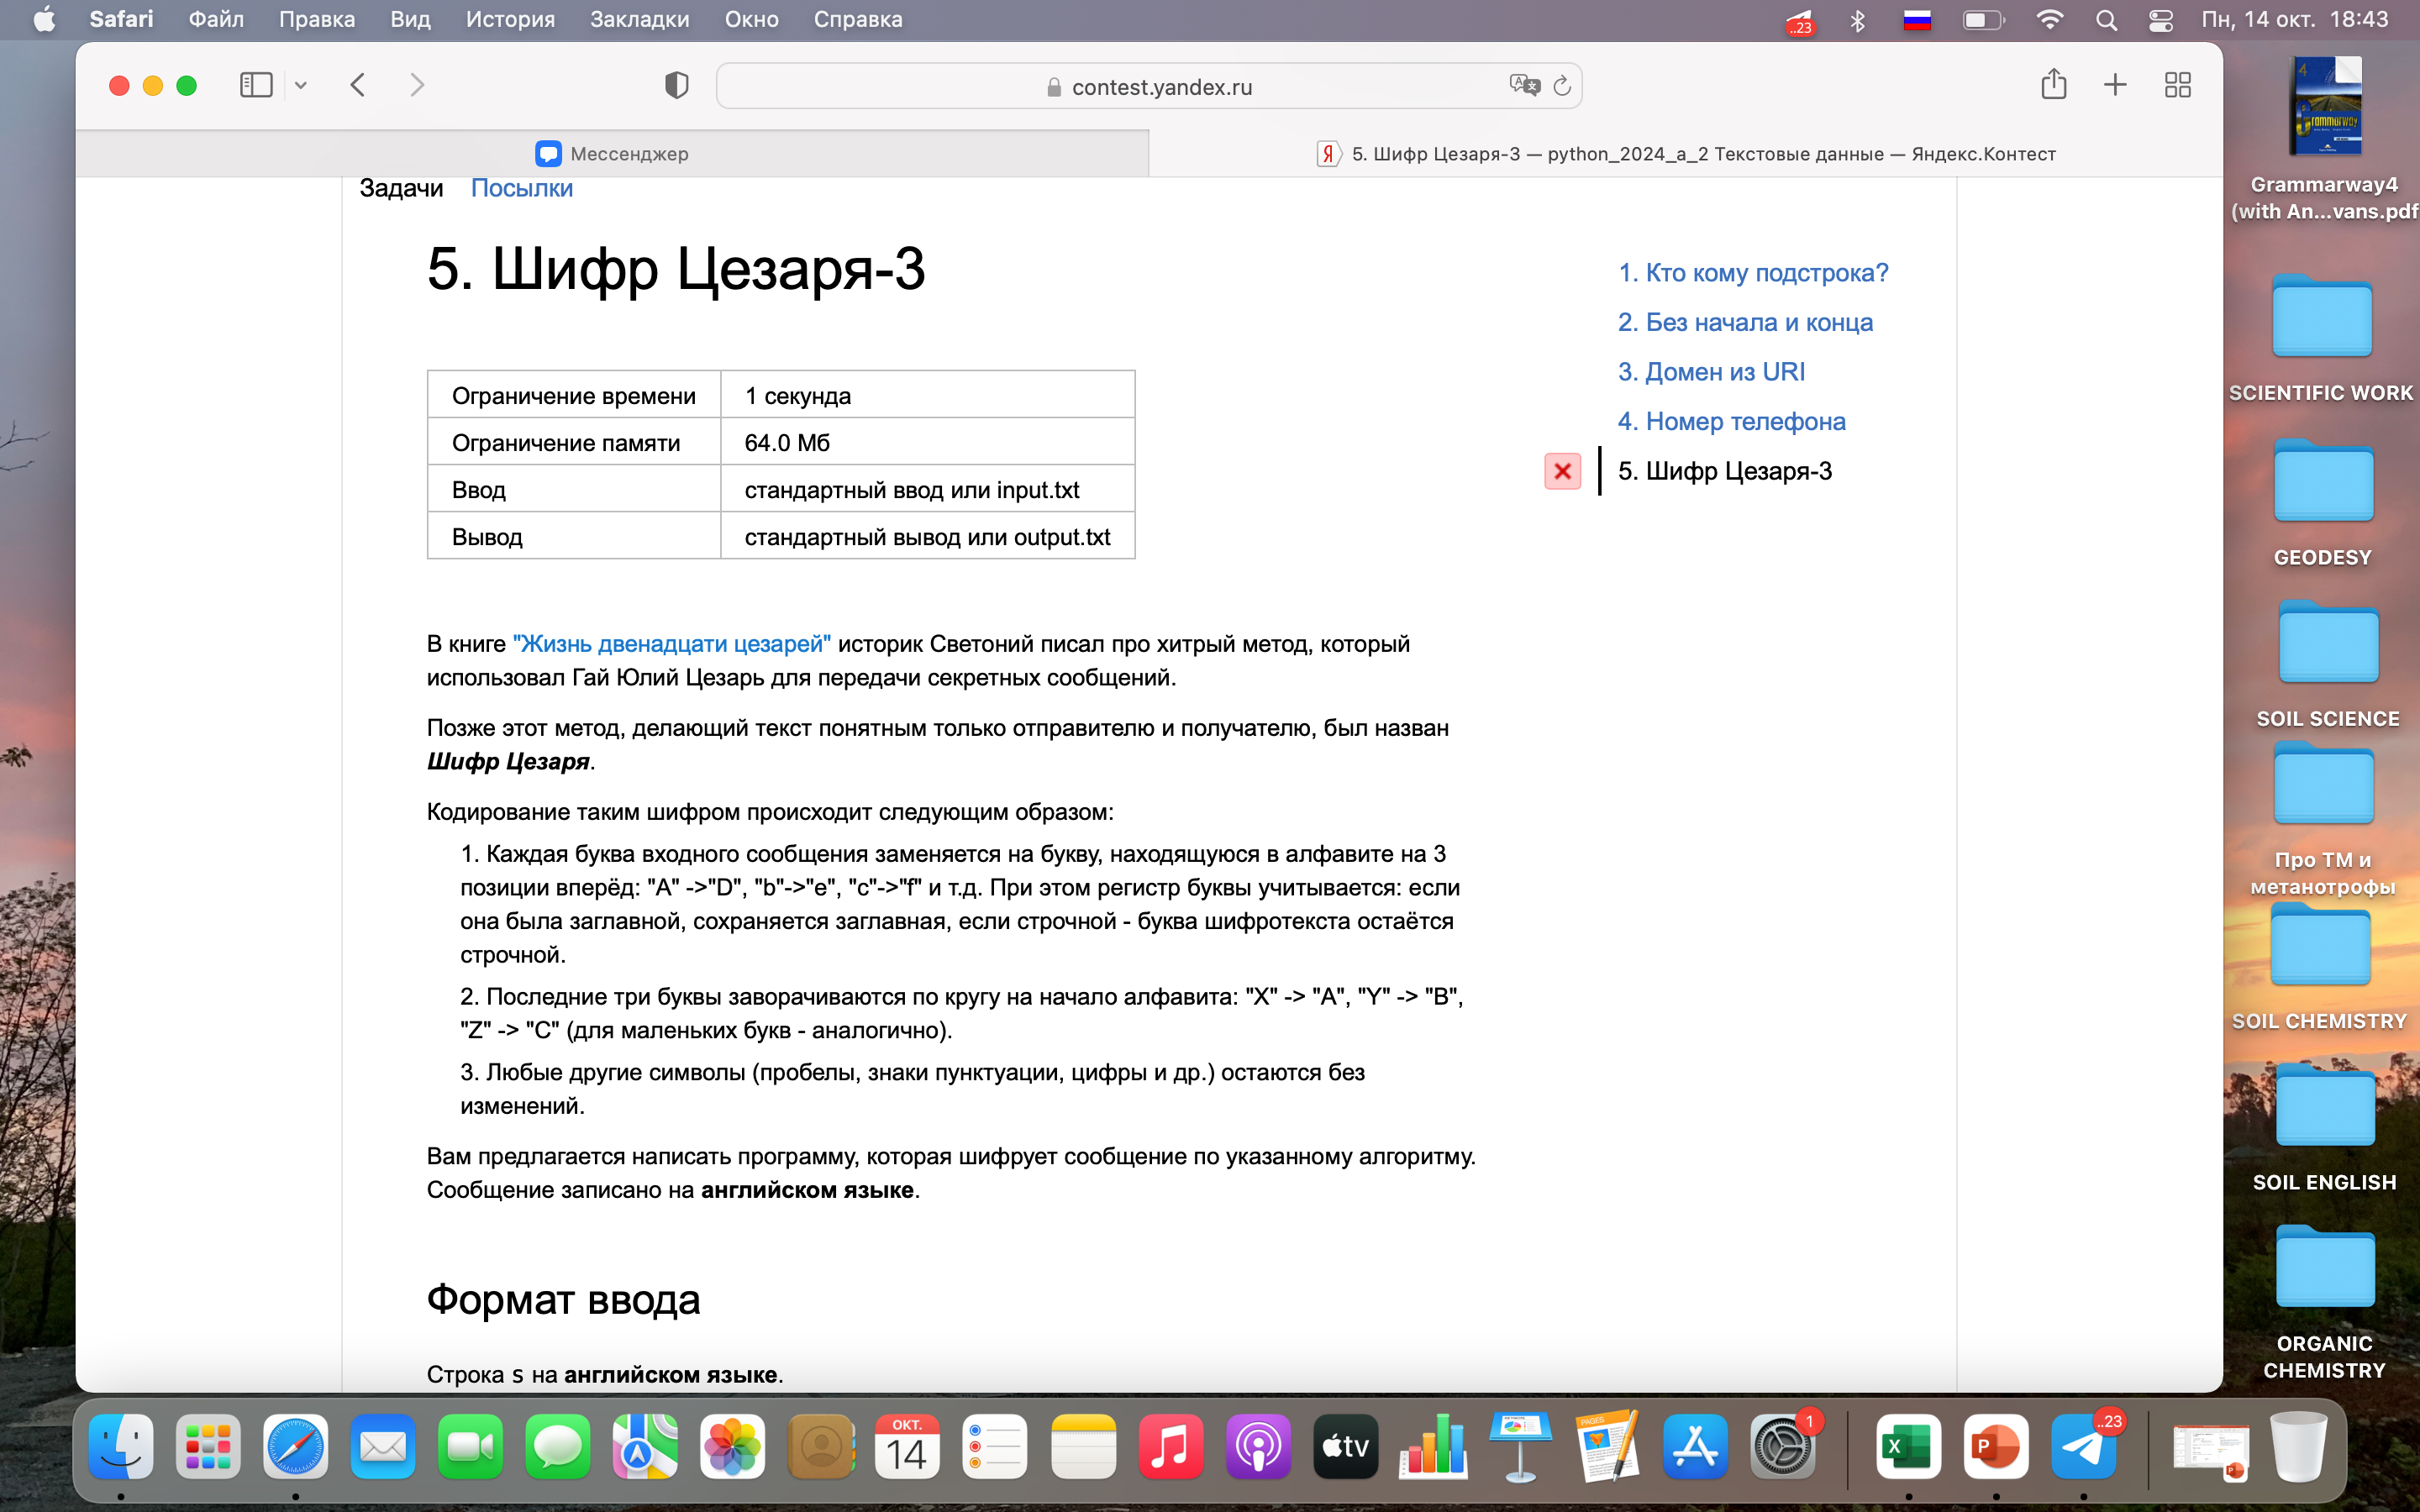 Safari Файл Правка Вид История Закладки Окно Справка
..23
Пн, 14 окт. 18:43
contest.yandex.ru
Мессенджер
5. Шифр Цезаря-3 — python_2024_a_2 Текстовые данные — Яндекс.Контест
Задачи Посылки
5. Шифр Цезаря-3
Ограничение времени 1 секунда
Ограничение памяти 64.0 Мб
Ввод стандартный ввод или input.txt
Вывод стандартный вывод или output.txt
В книге "Жизнь двенадцати цезарей" историк Светоний писал про хитрый метод, который
использовал Гай Юлий Цезарь для передачи секретных сообщений.
Позже этот метод, делающий текст понятным только отправителю и получателю, был назван
Шифр Цезаря.
Кодирование таким шифром происходит следующим образом:
1. Каждая буква входного сообщения заменяется на букву, находящуюся в алфавите на 3
позиции вперёд: "A" ->"D", "b"->"e", "c"->"f" и т.д. При этом регистр буквы учитывается: если
она была заглавной, сохраняется заглавная, если строчной - буква шифротекста остаётся
строчной.
2. Последние три буквы заворачиваются по кругу на начало алфавита: "X" -> "A", "Y" -> "B",
"Z" -> "C" (для маленьких букв - аналогично).
3. Любые другие символы (пробелы, знаки пунктуации, цифры и др.) остаются без
изменений.
Вам предлагается написать программу, которая шифрует сообщение по указанному алгоритму.
Сообщение записано на английском языке.
Формат ввода
Строка s на английском языке.
1. Кто кому подстрока?
2. Без начала и конца
3. Домен из URI
4. Номер телефона
5. Шифр Цезаря-3
4
Grammarway
Grammarway4
(with An...vans.pdf
SCIENTIFIC WORK
GEODESY
SOIL SCIENCE
Про ТМ и
метанотрофы
SOIL CHEMISTRY
SOIL ENGLISH
ORGANIC
CHEMISTRY
ОКТ.
14
tv
KEYNOTE
PAGES
1
X
P
..23
P